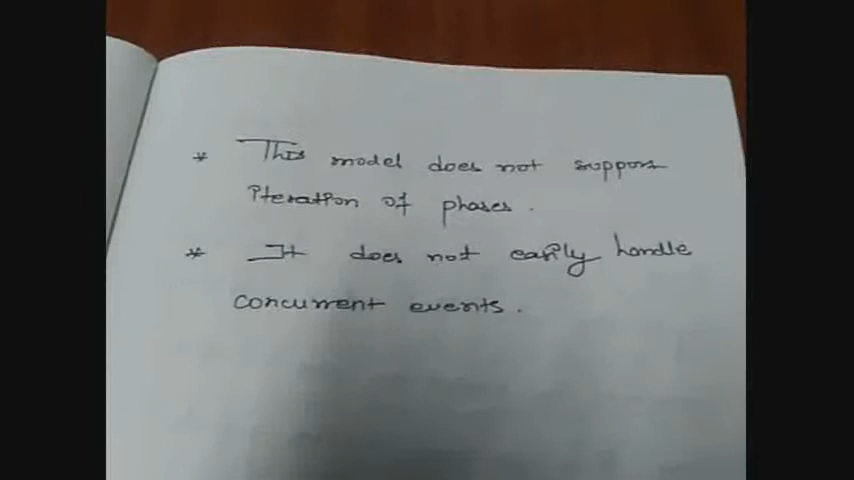 * This model does not support
iteration of phases.
* It does not easily handle
concurrent events.